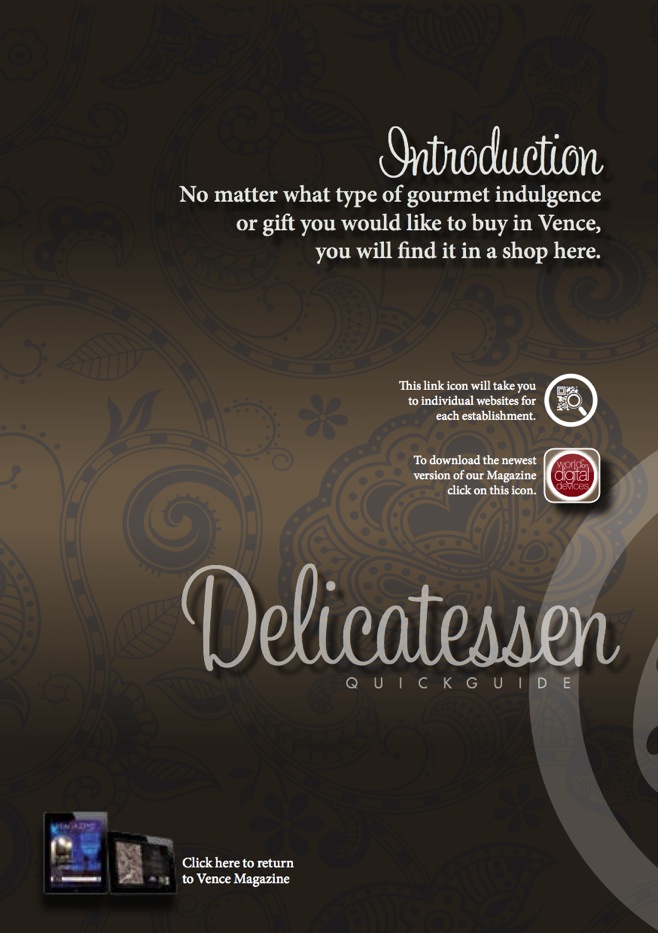 Introduction
No matter what type of gourmet indulgence
or gift you would like to buy in Vence,
you will find it in a shop here.
This link icon will take you
to individual websites for
each establishment.
To download the newest
version of our Magazine
click on this icon.
world on
digital
devices
Delicatessen
QUICKGUIDE
MAGAZINE
Click here to return
to Vence Magazine